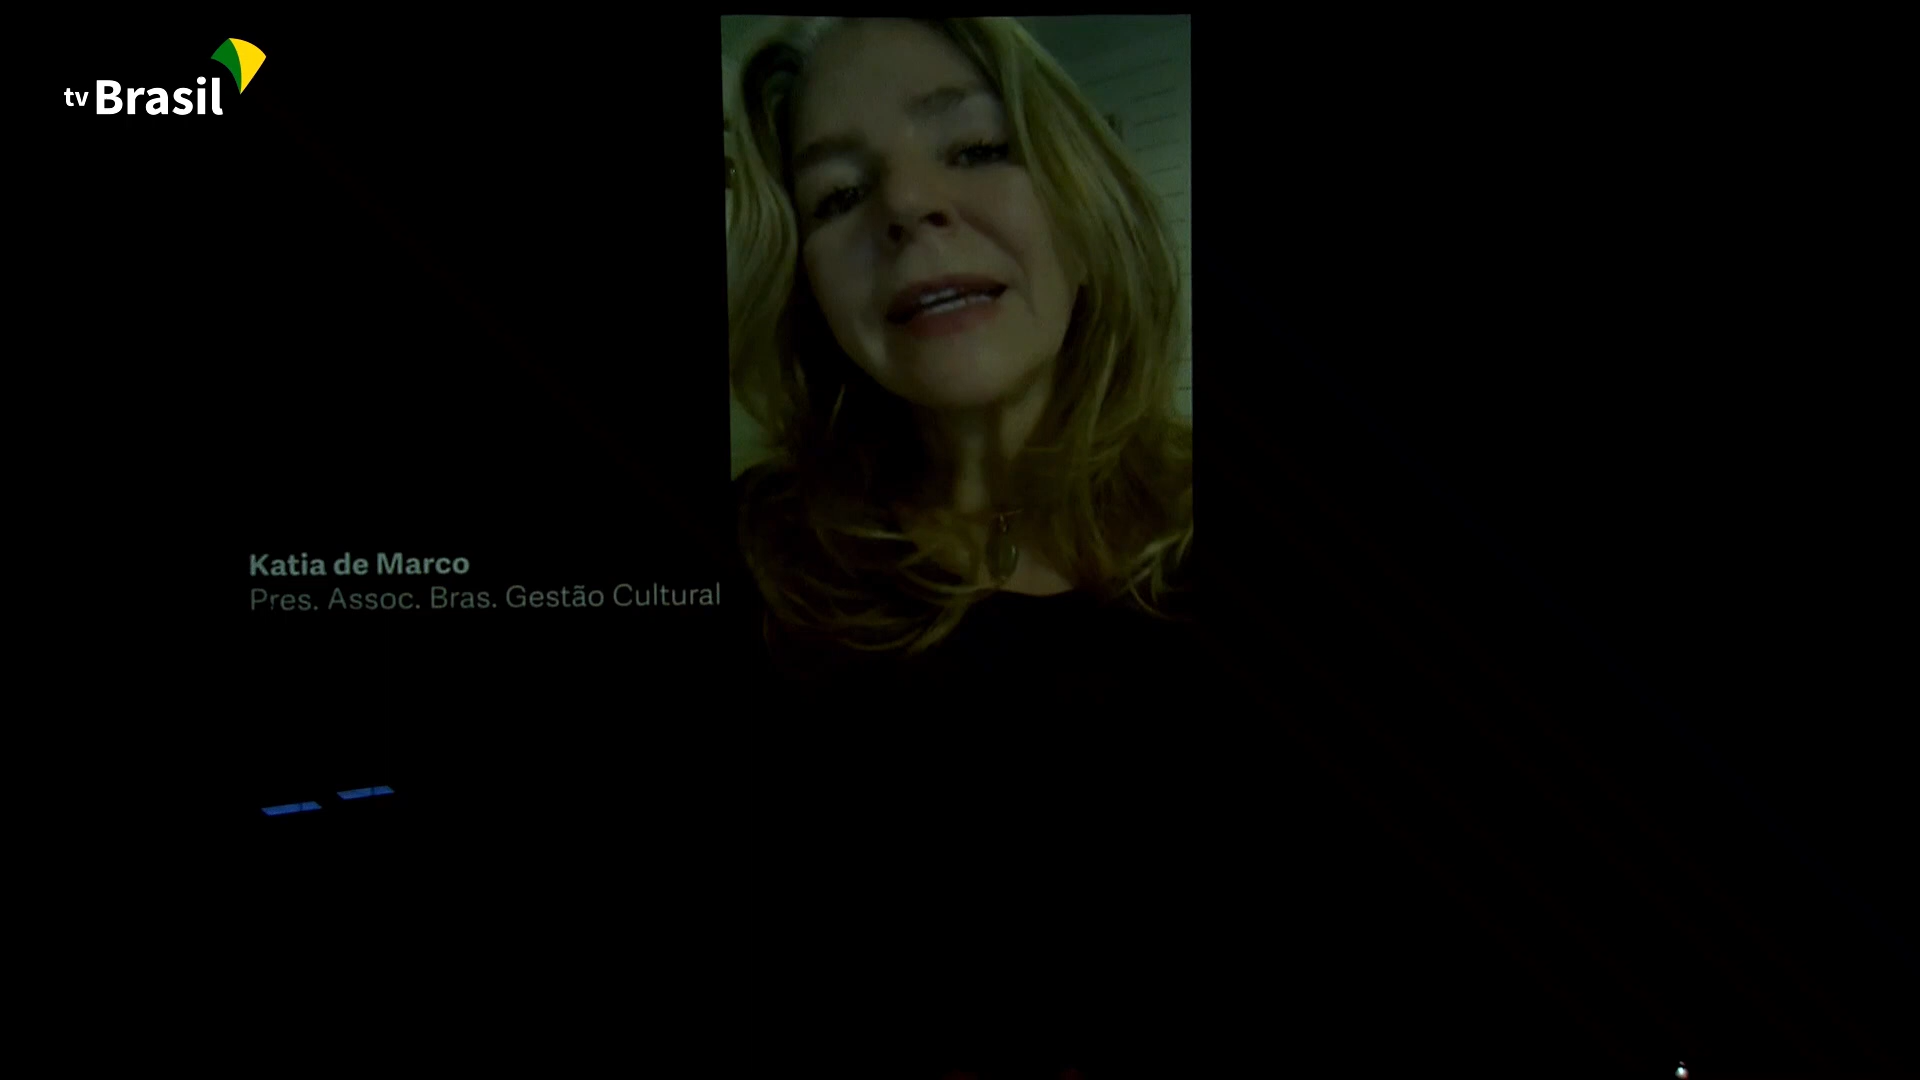 tv Brasil
Katia de Marco
Pres. Assoc. Bras. Gestão Cultural